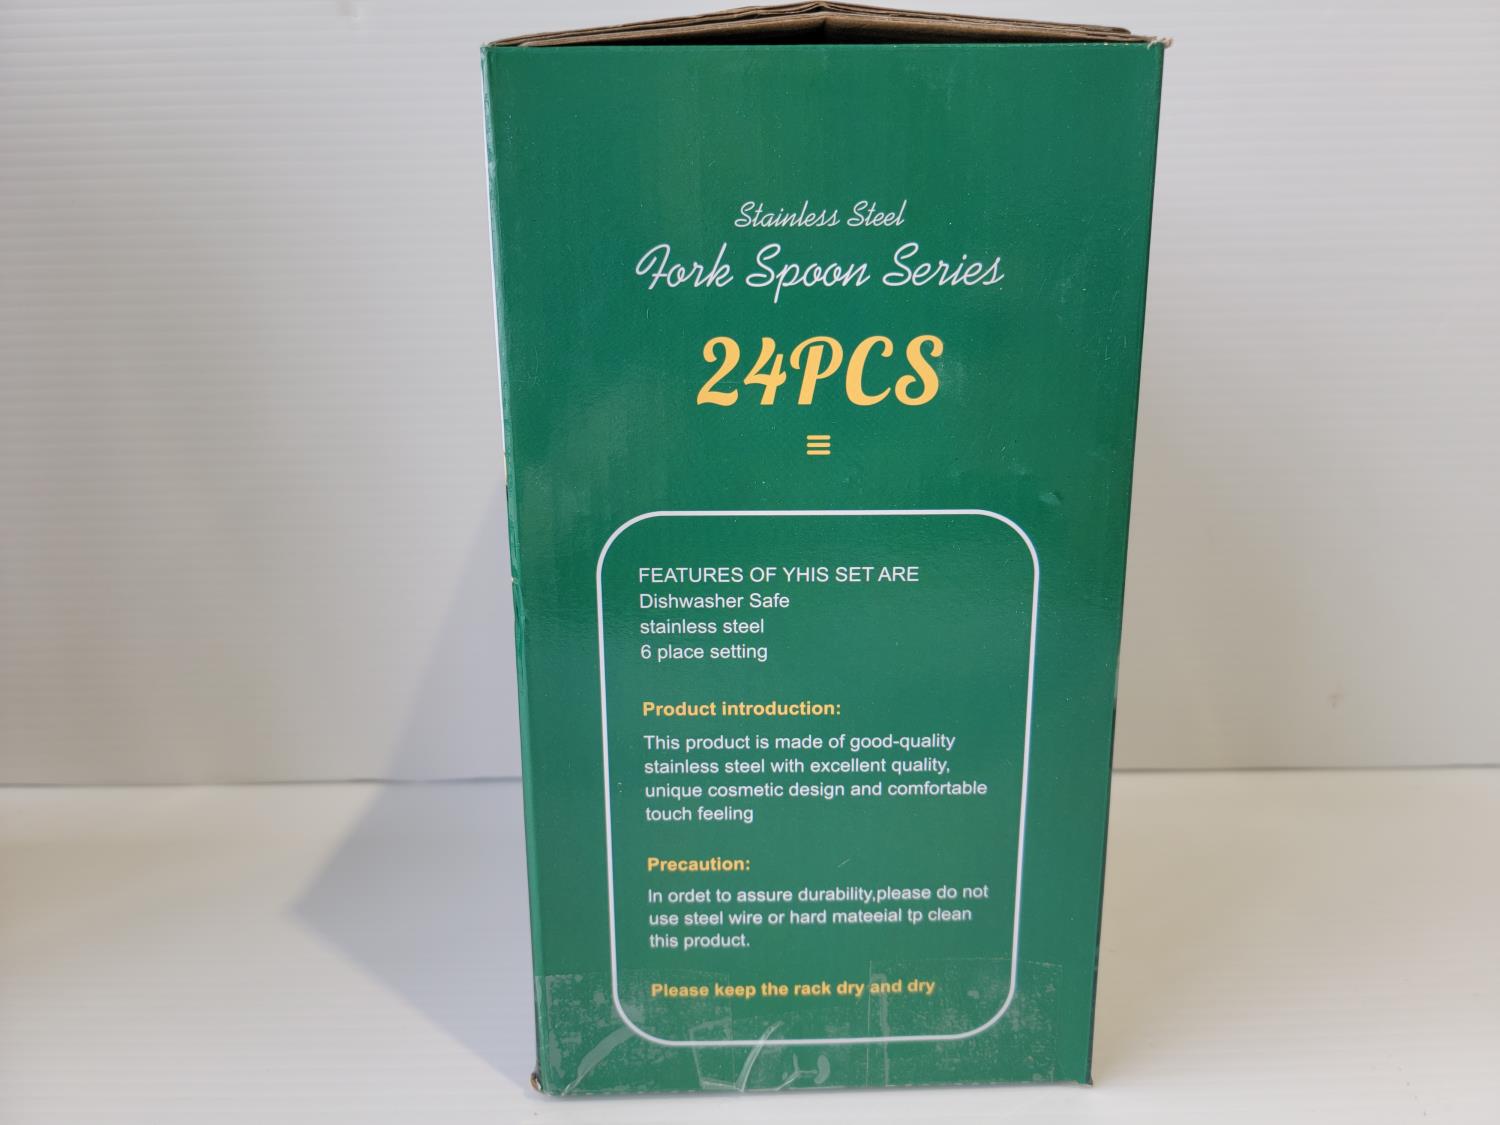 Stainless Steel
Fork Spoon Series
24PCS
FEATURES OF YHIS SET ARE
Dishwasher Safe
stainless steel
6 place setting
Product introduction:
This product is made of good-quality
stainless steel with excellent quality,
unique cosmetic design and comfortable
touch feeling
Precaution:
In ordet to assure durability,please do not
use steel wire or hard mateeial tp clean
this product.
Please keep the rack dry and dry